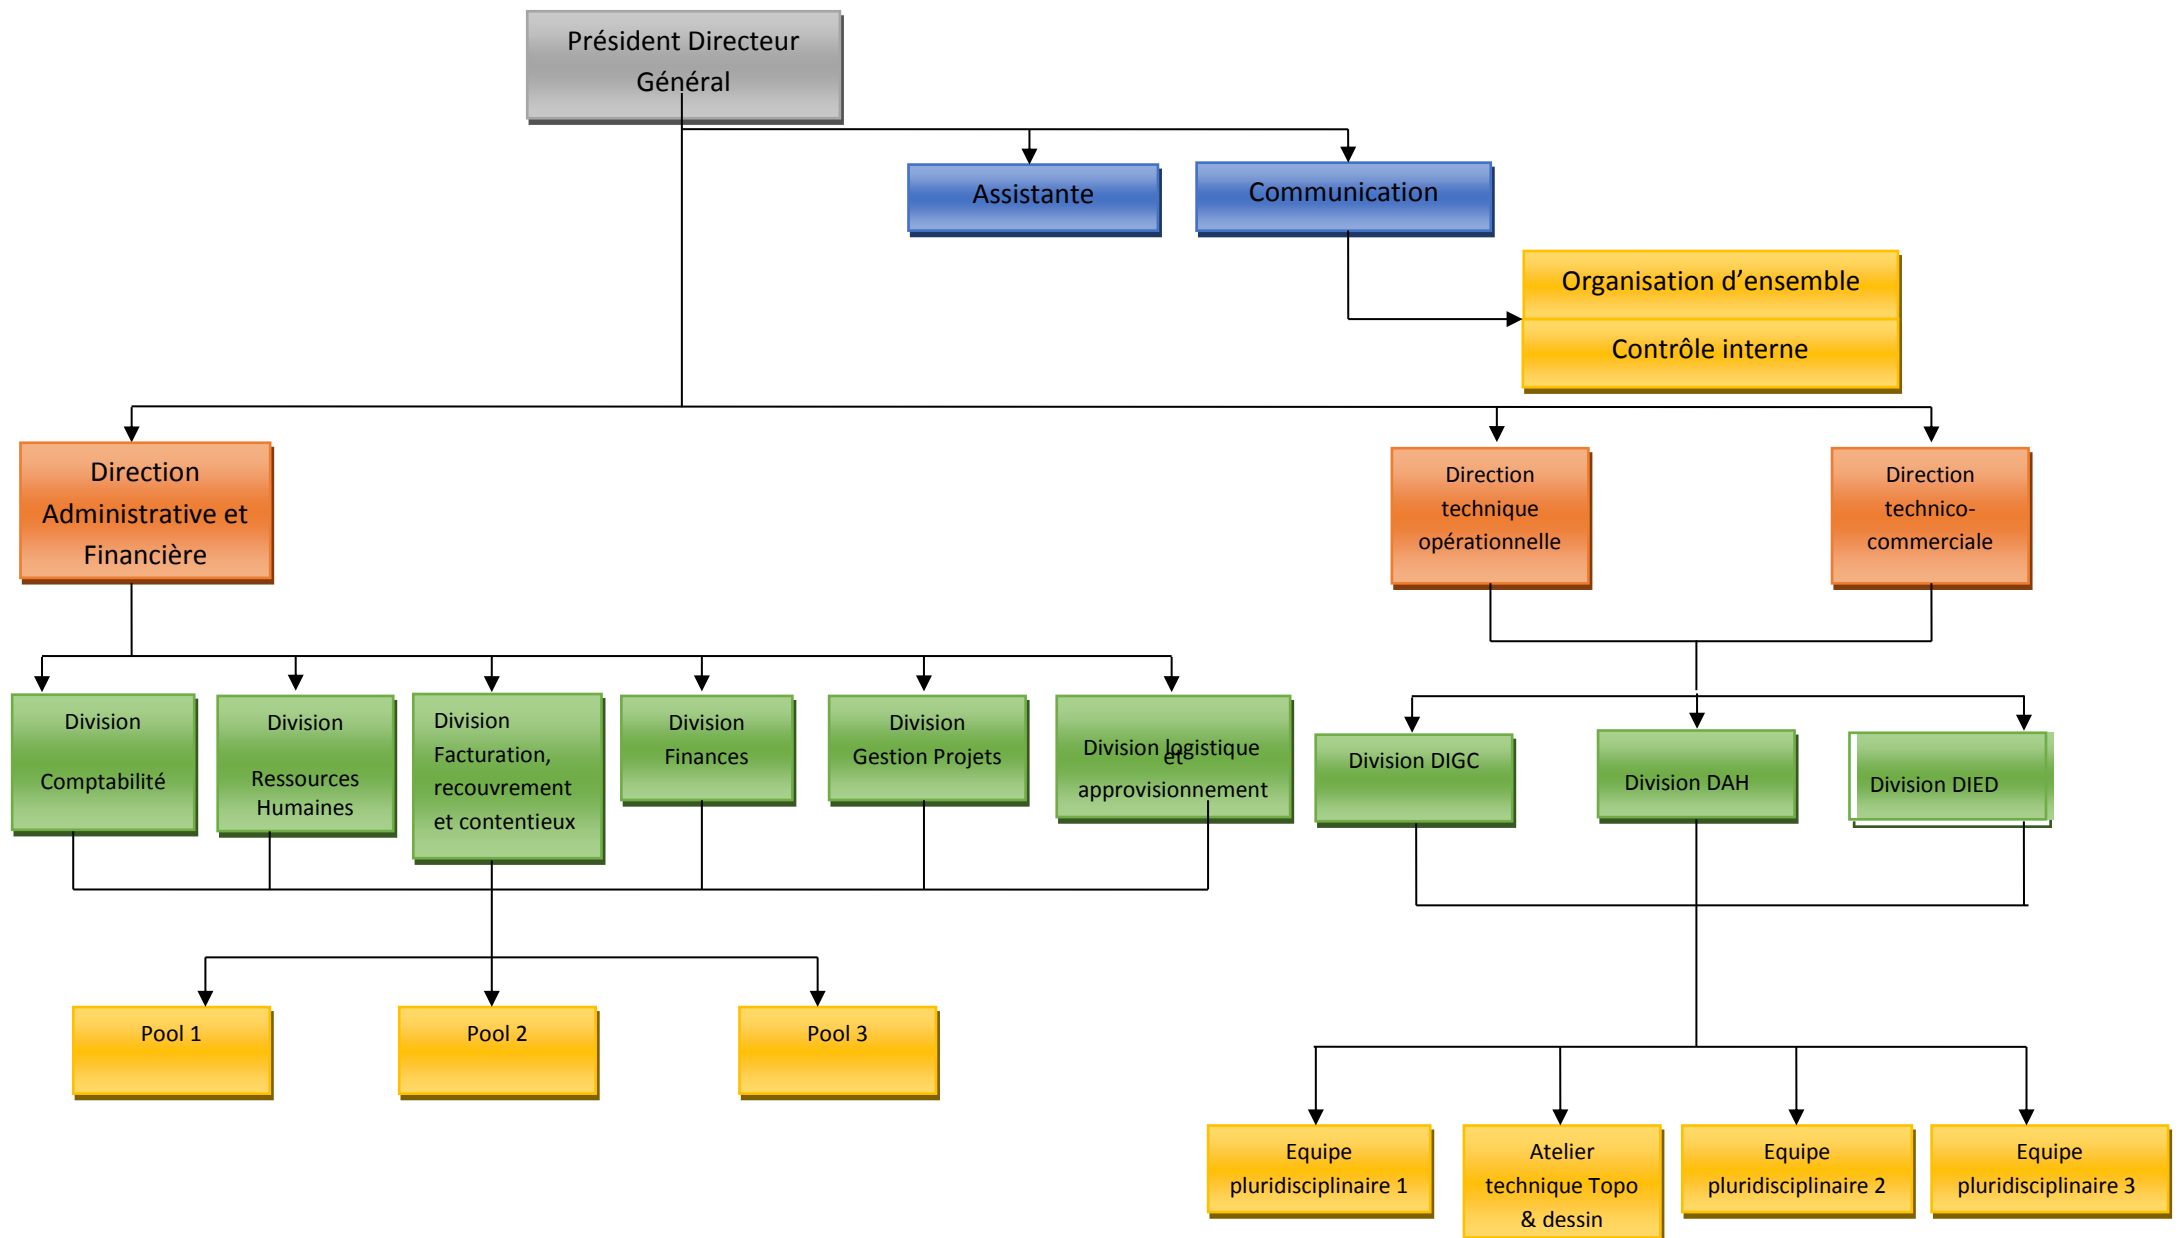 Président Directeur
Général
Assistante
Communication
Organisation d’ensemble
Contrôle interne
Direction
Administrative et
Financière
Direction
technique
opérationnelle
Direction
technico-
commerciale
Division
Comptabilité
Division
Ressources
Humaines
Division
Facturation,
recouvrement
et contentieux
Division
Finances
Division
Gestion Projets
Division logistique
et
approvisionnement
Division DIGC
Division DAH
Division DIED
Pool 1
Pool 2
Pool 3
Equipe
pluridisciplinaire 1
Atelier
technique Topo
& dessin
Equipe
pluridisciplinaire 2
Equipe
pluridisciplinaire 3